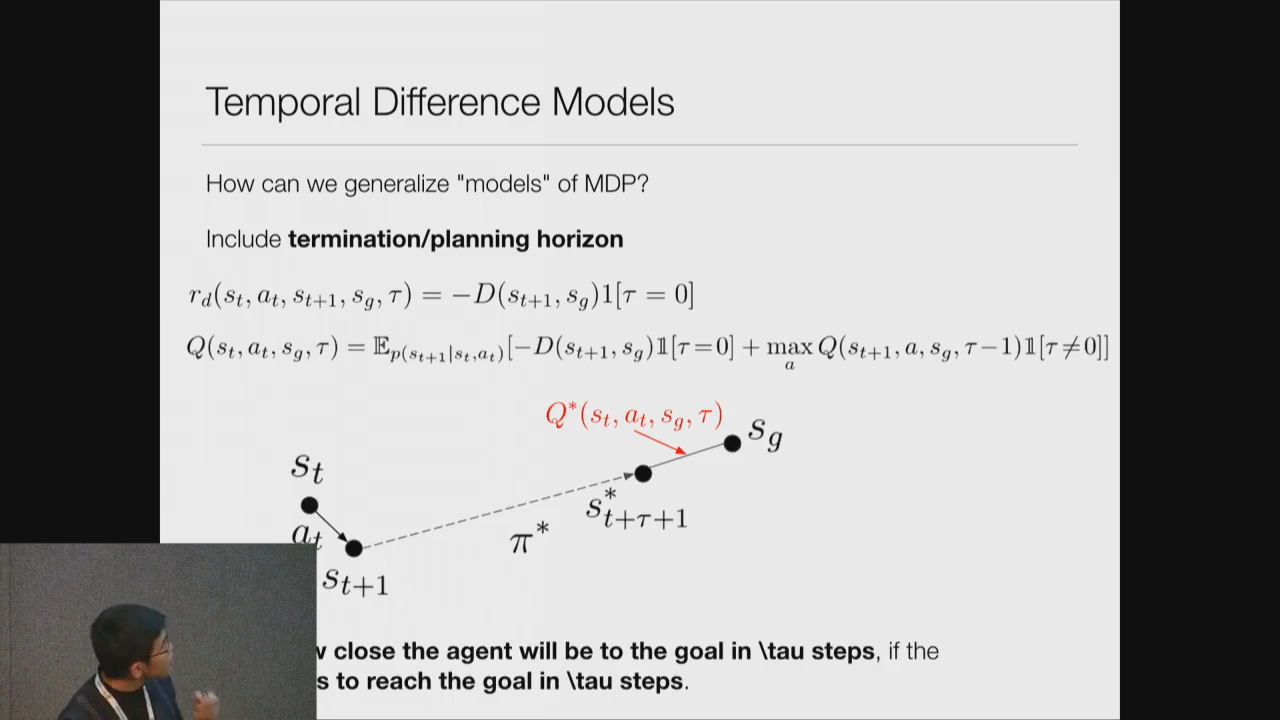 Temporal Difference Models
How can we generalize "models" of MDP?
Include termination/planning horizon
r_d(s_t, a_t, s_{t+1}, s_g, τ) = −D(s_{t+1}, s_g)1[τ = 0]
Q(s_t, a_t, s_g, τ) = 𝔼_{p(s_{t+1}|s_t,a_t)}[−D(s_{t+1}, s_g)𝟙[τ=0] + max_a Q(s_{t+1}, a, s_g, τ−1)𝟙[τ≠0]]
Q*(s_t, a_t, s_g, τ)
s_g
s_t
s*_{t+τ+1}
a_t
π*
s_{t+1}
close the agent will be to the goal in \tau steps, if the
to reach the goal in \tau steps.